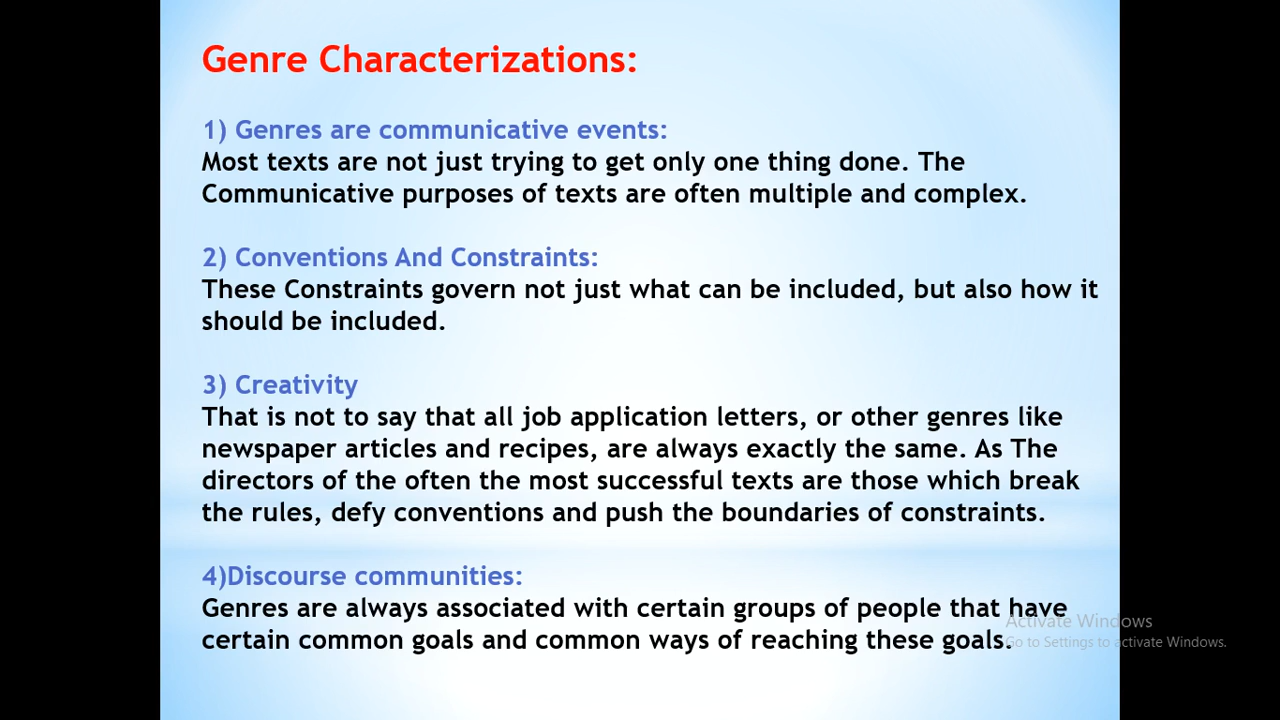 Genre Characterizations:
1) Genres are communicative events:
Most texts are not just trying to get only one thing done. The
Communicative purposes of texts are often multiple and complex.
2) Conventions And Constraints:
These Constraints govern not just what can be included, but also how it
should be included.
3) Creativity
That is not to say that all job application letters, or other genres like
newspaper articles and recipes, are always exactly the same. As The
directors of the often the most successful texts are those which break
the rules, defy conventions and push the boundaries of constraints.
4)Discourse communities:
Genres are always associated with certain groups of people that have
certain common goals and common ways of reaching these goals.
Activate Windows
Go to Settings to activate Windows.